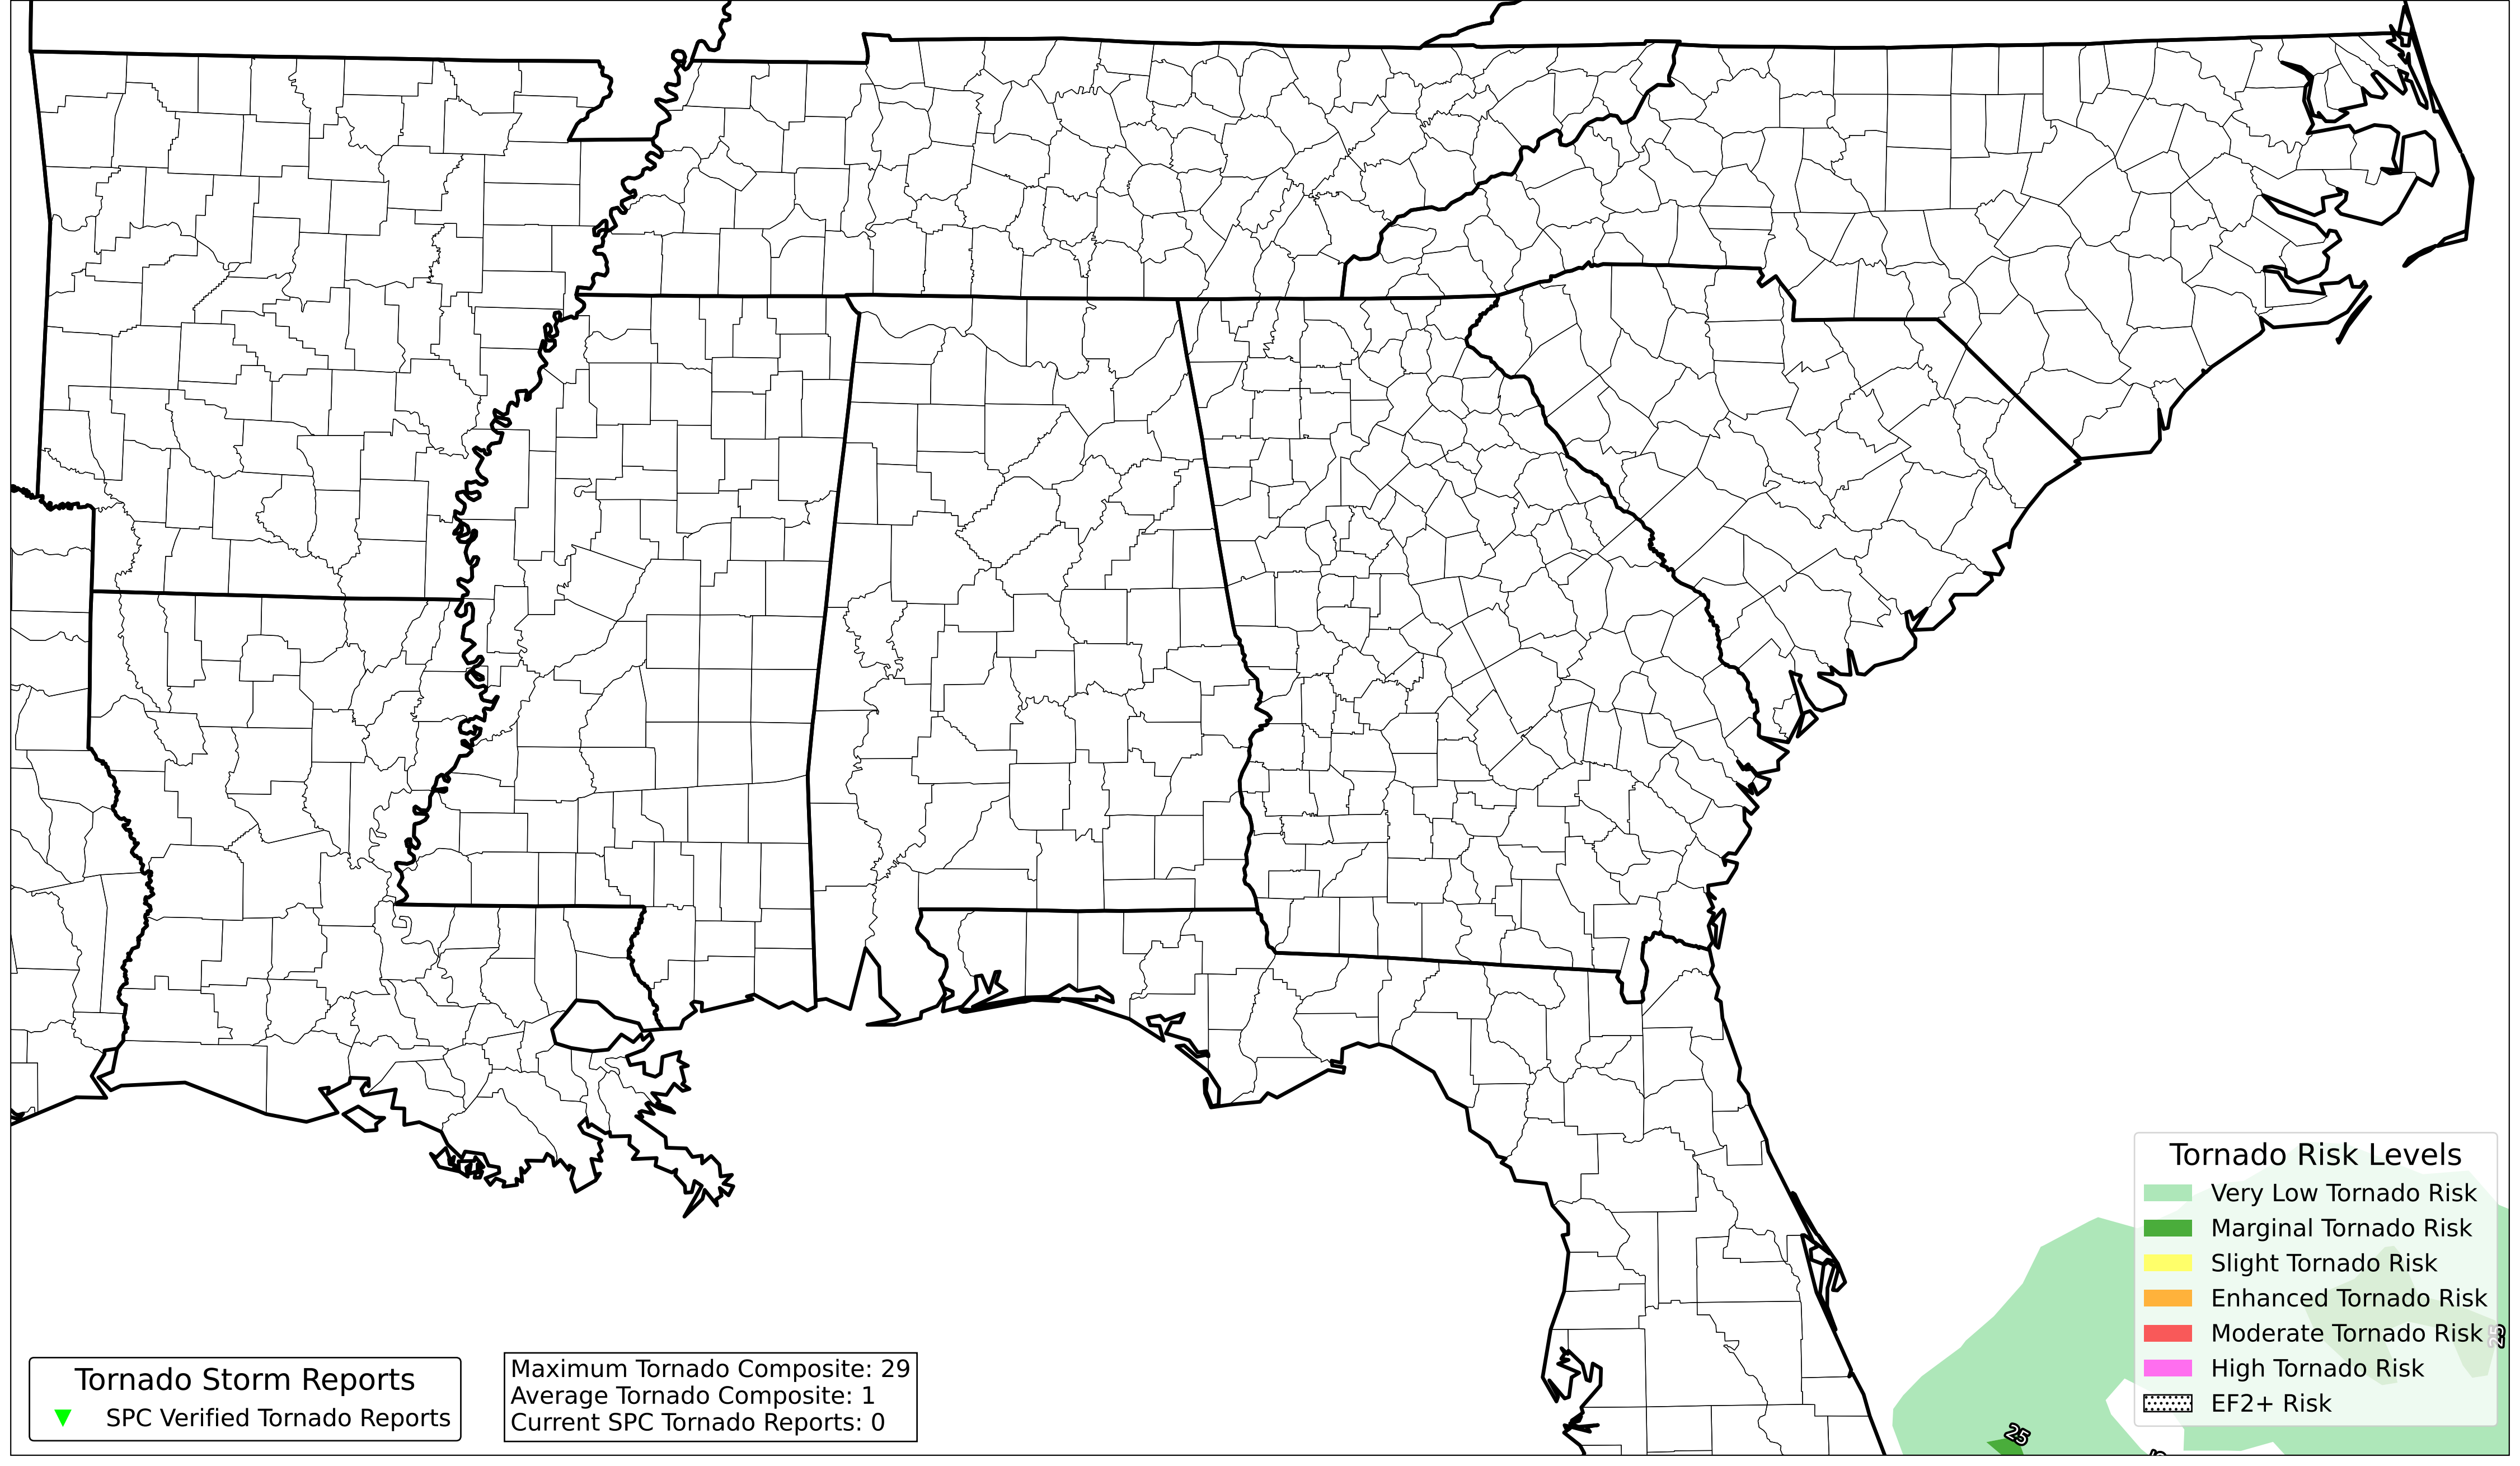 Tornado Risk Levels
Very Low Tornado Risk
Marginal Tornado Risk
Slight Tornado Risk
Enhanced Tornado Risk
Moderate Tornado Risk
25
High Tornado Risk
EF2+ Risk
Tornado Storm Reports
SPC Verified Tornado Reports
Maximum Tornado Composite: 29
Average Tornado Composite: 1
Current SPC Tornado Reports: 0
25